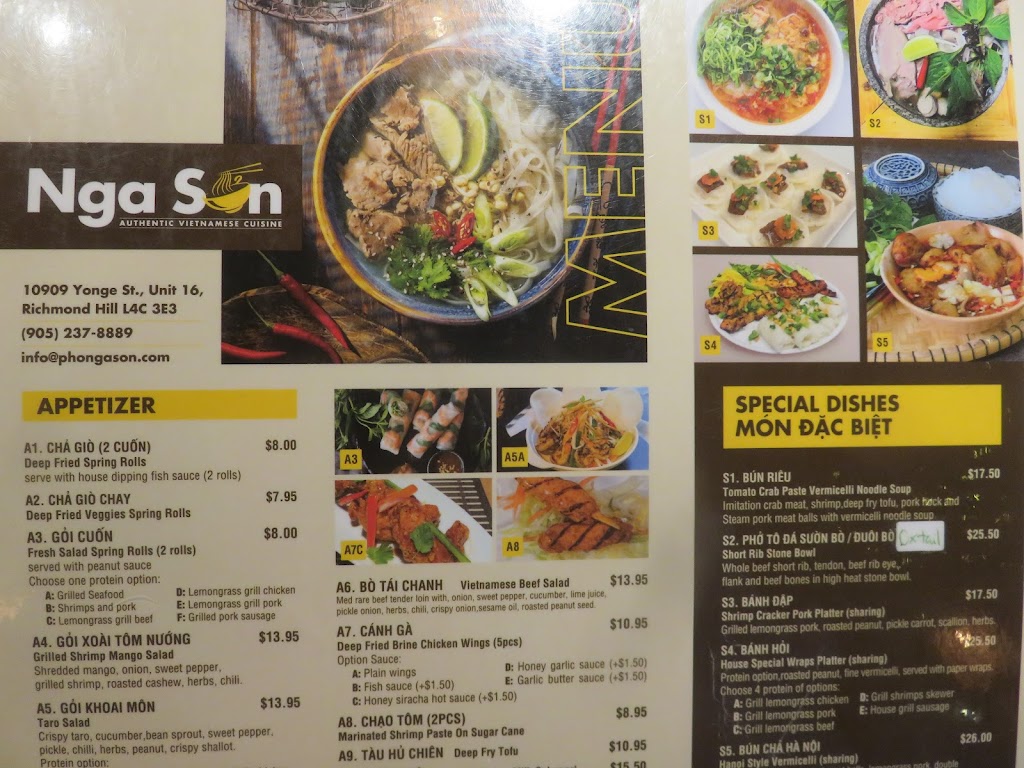 Nga Sơn
AUTHENTIC VIETNAMESE CUISINE
10909 Yonge St., Unit 16,
Richmond Hill L4C 3E3
(905) 237-8889
info@phongason.com
MENU
APPETIZER
A1. CHẢ GIÒ (2 CUỐN) $8.00
Deep Fried Spring Rolls
serve with house dipping fish sauce (2 rolls)
A2. CHẢ GIÒ CHAY $7.95
Deep Fried Veggies Spring Rolls
A3. GỎI CUỐN $8.00
Fresh Salad Spring Rolls (2 rolls)
served with peanut sauce
Choose one protein option:
A: Grilled Seafood D: Lemongrass grill chicken
B: Shrimps and pork E: Lemongrass grill pork
C: Lemongrass grill beef F: Grilled pork sausage
A4. GỎI XOÀI TÔM NƯỚNG $13.95
Grilled Shrimp Mango Salad
Shredded mango, onion, sweet pepper,
grilled shrimp, roasted cashew, herbs, chili.
A5. GỎI KHOAI MÔN $13.95
Taro Salad
Crispy taro, cucumber,bean sprout, sweet pepper,
pickle, chilli, herbs, peanut, crispy shallot.
Protein option:
A3
A5A
A7C
A8
A6. BÒ TÁI CHANH Vietnamese Beef Salad $13.95
Med rare beef tender loin with, onion, sweet pepper, cucumber, lime juice,
pickle onion, herbs, chili, crispy onion,sesame oil, roasted peanut seed.
A7. CÁNH GÀ $10.95
Deep Fried Brine Chicken Wings (5pcs)
Option Sauce:
A: Plain wings D: Honey garlic sauce (+$1.50)
B: Fish sauce (+$1.50) E: Garlic butter sauce (+$1.50)
C: Honey siracha hot sauce (+$1.50)
A8. CHẠO TÔM (2PCS) $8.95
Marinated Shrimp Paste On Sugar Cane
A9. TÀU HỦ CHIÊN Deep Fry Tofu $10.95
$15.50
S1
S2
S3
S4
S5
SPECIAL DISHES
MÓN ĐẶC BIỆT
S1. BÚN RIÊU $17.50
Tomato Crab Paste Vermicelli Noodle Soup
Imitation crab meat, shrimp,deep fry tofu, pork hock and
Steam pork meat balls with vermicelli noodle soup
S2. PHỞ TÔ ĐÁ SƯỜN BÒ / ĐUÔI BÒ Ox-tail $25.50
Short Rib Stone Bowl
Whole beef short rib, tendon, beef rib eye,
flank and beef bones in high heat stone bowl.
S3. BÁNH ĐẬP $17.50
Shrimp Cracker Pork Platter (sharing)
Grilled lemongrass pork, roasted peanut, pickle carrot, scallion, herbs.
S4. BÁNH HỎI $25.50
House Special Wraps Platter (sharing)
Protein option,roasted peanut, fine vermicelli, served with paper wraps.
Choose 4 protein of options:
A: Grill lemongrass chicken D: Grill shrimps skewer
B: Grill lemongrass pork E: House grill sausage
C: Grill lemongrass beef
S5. BÚN CHẢ HÀ NỘI $26.00
Hanoi Style Vermicelli (sharing)
lemongrass pork, double